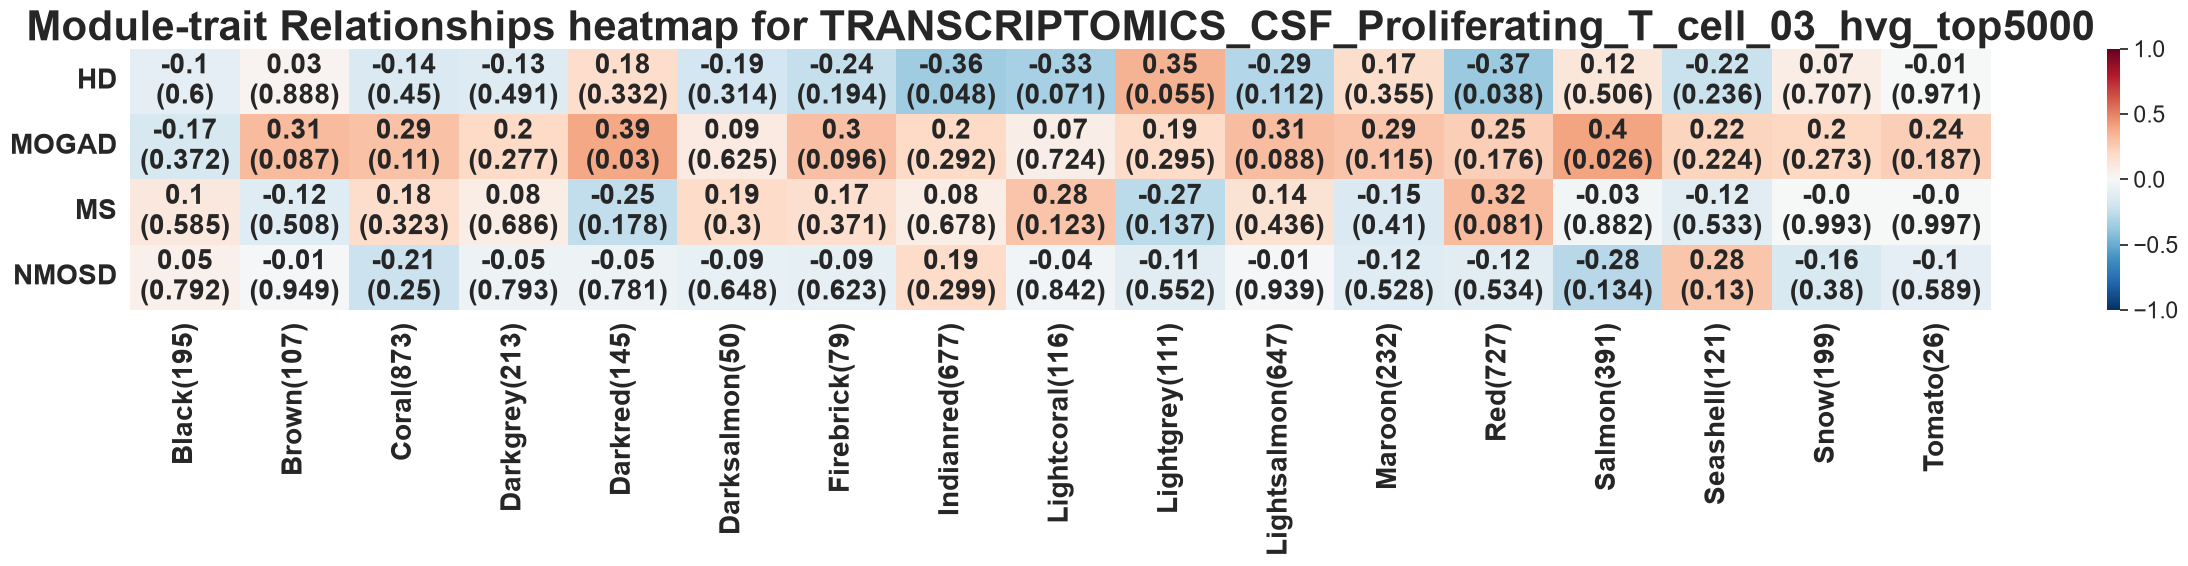 Module-trait Relationships heatmap for TRANSCRIPTOMICS_CSF_Proliferating_T_cell_03_hvg_top5000
HD -0.1 0.03 -0.14 -0.13 0.18 -0.19 -0.24 -0.36 -0.33 0.35 -0.29 0.17 -0.37 0.12 -0.22 0.07 -0.01
(0.6) (0.888) (0.45) (0.491) (0.332) (0.314) (0.194) (0.048) (0.071) (0.055) (0.112) (0.355) (0.038) (0.506) (0.236) (0.707) (0.971)
MOGAD -0.17 0.31 0.29 0.2 0.39 0.09 0.3 0.2 0.07 0.19 0.31 0.29 0.25 0.4 0.22 0.2 0.24
(0.372) (0.087) (0.11) (0.277) (0.03) (0.625) (0.096) (0.292) (0.724) (0.295) (0.088) (0.115) (0.176) (0.026) (0.224) (0.273) (0.187)
MS 0.1 -0.12 0.18 0.08 -0.25 0.19 0.17 0.08 0.28 -0.27 0.14 -0.15 0.32 -0.03 -0.12 -0.0 -0.0
(0.585) (0.508) (0.323) (0.686) (0.178) (0.3) (0.371) (0.678) (0.123) (0.137) (0.436) (0.41) (0.081) (0.882) (0.533) (0.993) (0.997)
NMOSD 0.05 -0.01 -0.21 -0.05 -0.05 -0.09 -0.09 0.19 -0.04 -0.11 -0.01 -0.12 -0.12 -0.28 0.28 -0.16 -0.1
(0.792) (0.949) (0.25) (0.793) (0.781) (0.648) (0.623) (0.299) (0.842) (0.552) (0.939) (0.528) (0.534) (0.134) (0.13) (0.38) (0.589)
Black(195)
Brown(107)
Coral(873)
Darkgrey(213)
Darkred(145)
Darksalmon(50)
Firebrick(79)
Indianred(677)
Lightcoral(116)
Lightgrey(111)
Lightsalmon(647)
Maroon(232)
Red(727)
Salmon(391)
Seashell(121)
Snow(199)
Tomato(26)
1.0
0.5
0.0
−0.5
−1.0